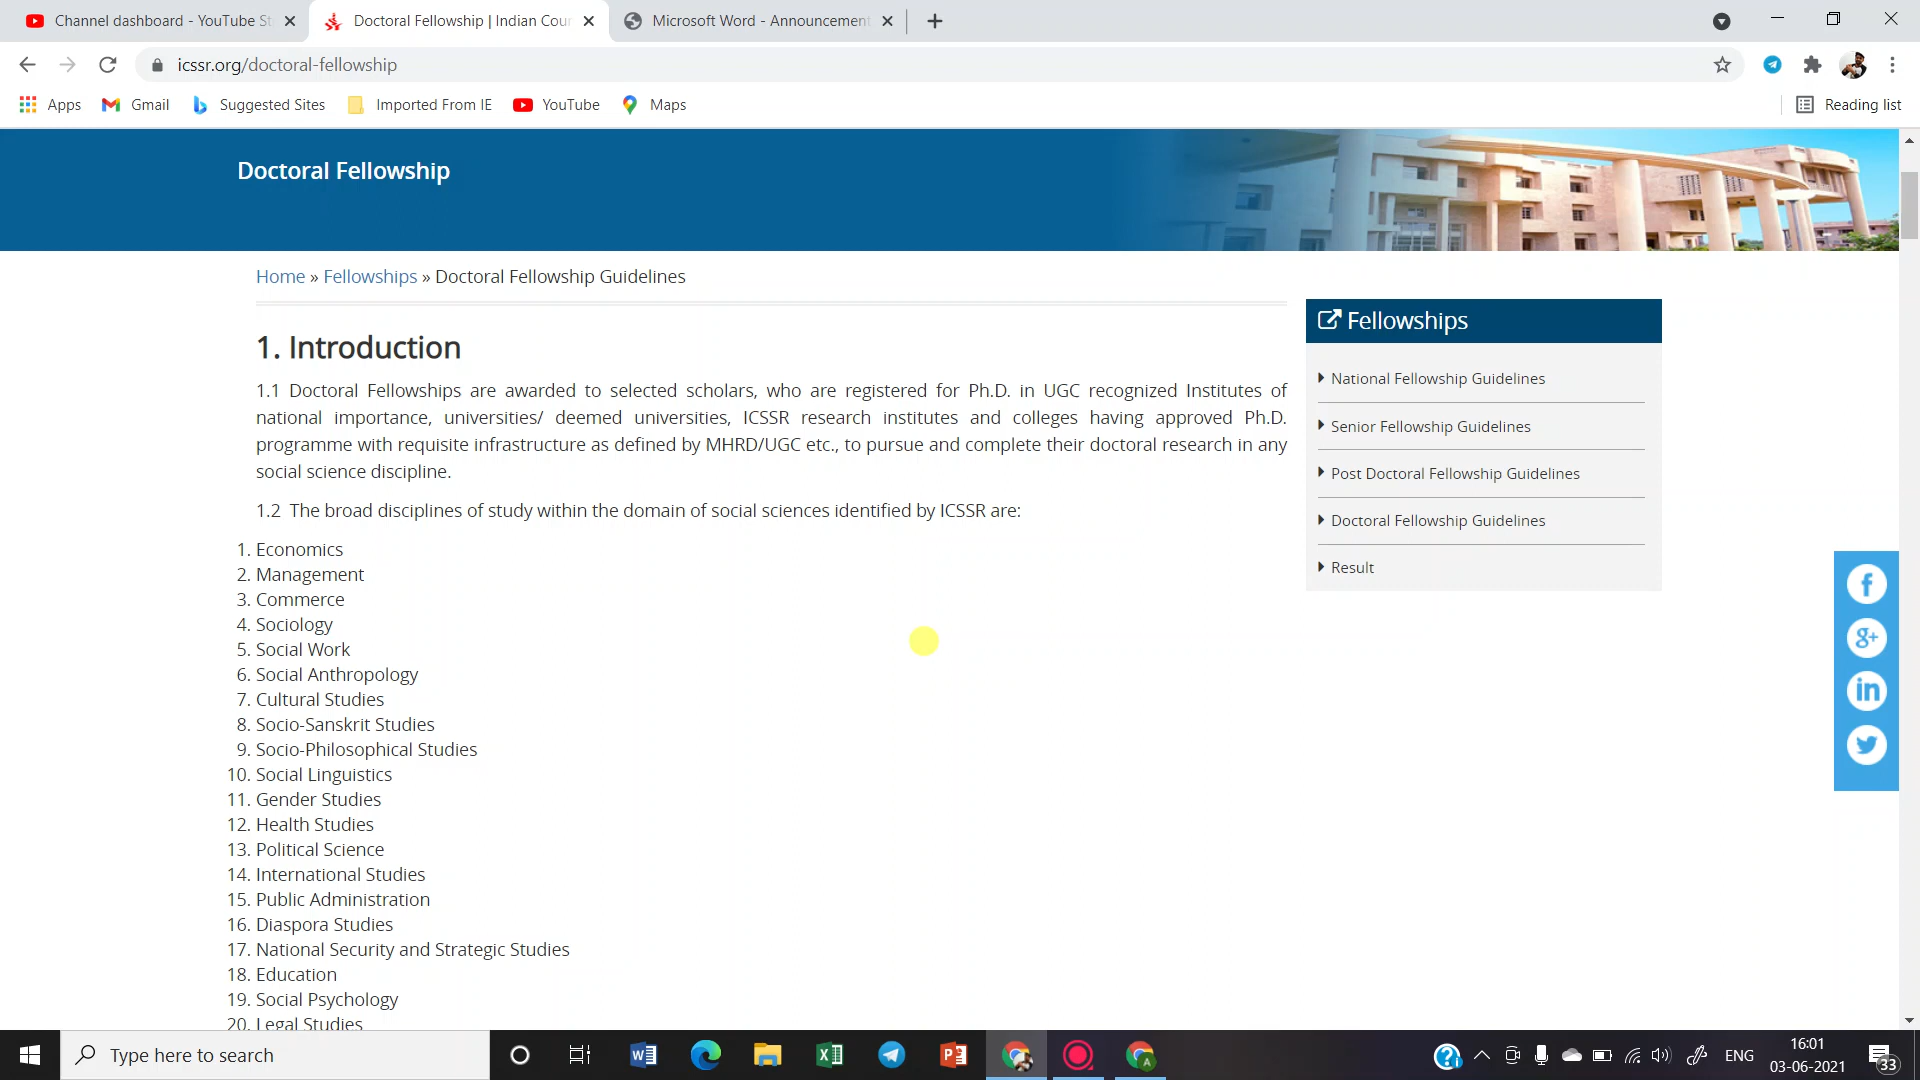 Channel dashboard - YouTube St
Doctoral Fellowship | Indian Cour
Microsoft Word - Announcement
icssr.org/doctoral-fellowship
Apps
Gmail
Suggested Sites
Imported From IE
YouTube
Maps
Reading list
Doctoral Fellowship
Home » Fellowships » Doctoral Fellowship Guidelines
1. Introduction
1.1 Doctoral Fellowships are awarded to selected scholars, who are registered for Ph.D. in UGC recognized Institutes of
national importance, universities/ deemed universities, ICSSR research institutes and colleges having approved Ph.D.
programme with requisite infrastructure as defined by MHRD/UGC etc., to pursue and complete their doctoral research in any
social science discipline.
1.2 The broad disciplines of study within the domain of social sciences identified by ICSSR are:
1. Economics
2. Management
3. Commerce
4. Sociology
5. Social Work
6. Social Anthropology
7. Cultural Studies
8. Socio-Sanskrit Studies
9. Socio-Philosophical Studies
10. Social Linguistics
11. Gender Studies
12. Health Studies
13. Political Science
14. International Studies
15. Public Administration
16. Diaspora Studies
17. National Security and Strategic Studies
18. Education
19. Social Psychology
20. Legal Studies
Fellowships
National Fellowship Guidelines
Senior Fellowship Guidelines
Post Doctoral Fellowship Guidelines
Doctoral Fellowship Guidelines
Result
Type here to search
ENG
16:01
03-06-2021
33